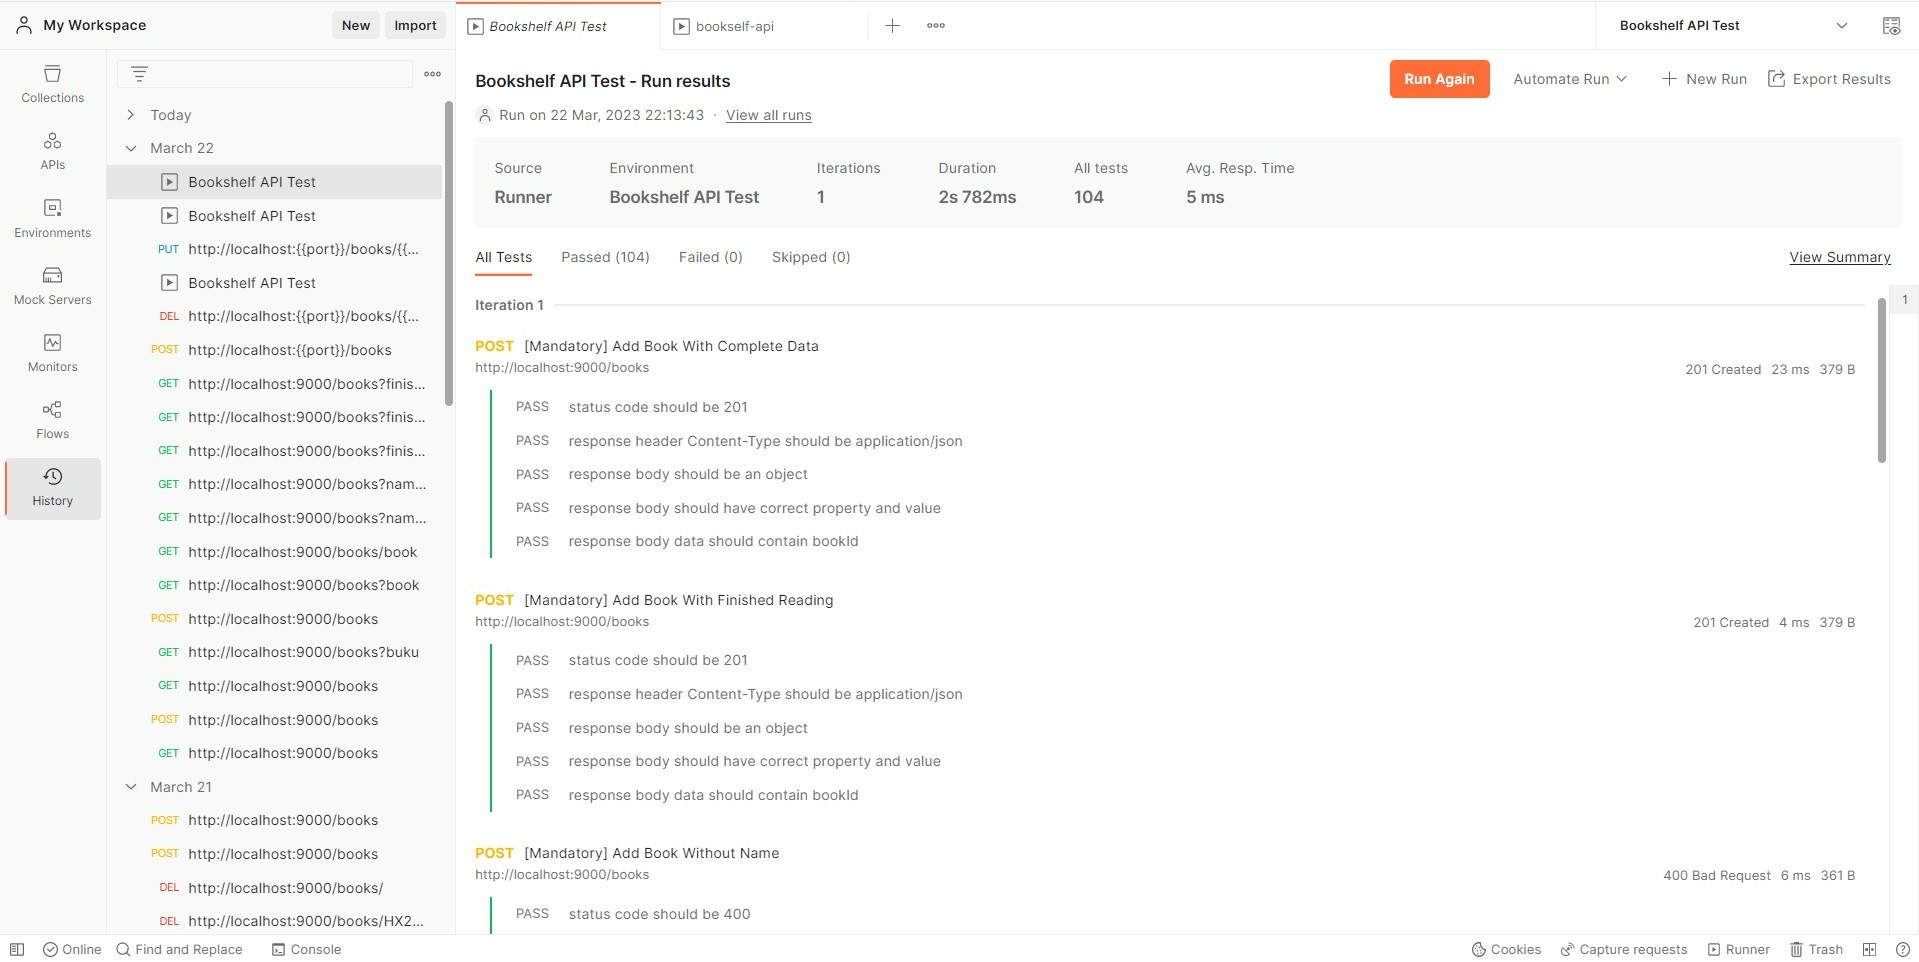 My Workspace
New
Import
Bookshelf API Test
bookself-api
Bookshelf API Test
Collections
APIs
Environments
Mock Servers
Monitors
Flows
History
Today
March 22
Bookshelf API Test
Bookshelf API Test
PUT http://localhost:{{port}}/books/{{...
Bookshelf API Test
DEL http://localhost:{{port}}/books/{{...
POST http://localhost:{{port}}/books
GET http://localhost:9000/books?finis...
GET http://localhost:9000/books?finis...
GET http://localhost:9000/books?finis...
GET http://localhost:9000/books?nam...
GET http://localhost:9000/books?nam...
GET http://localhost:9000/books/book
GET http://localhost:9000/books?book
POST http://localhost:9000/books
GET http://localhost:9000/books?buku
GET http://localhost:9000/books
POST http://localhost:9000/books
GET http://localhost:9000/books
March 21
POST http://localhost:9000/books
POST http://localhost:9000/books
DEL http://localhost:9000/books/
DEL http://localhost:9000/books/HX2...
Bookshelf API Test - Run results
Run Again
Automate Run
New Run
Export Results
Run on 22 Mar, 2023 22:13:43 · View all runs
Source Environment Iterations Duration All tests Avg. Resp. Time
Runner Bookshelf API Test 1 2s 782ms 104 5 ms
All Tests Passed (104) Failed (0) Skipped (0) View Summary
Iteration 1
1
POST [Mandatory] Add Book With Complete Data
http://localhost:9000/books
201 Created 23 ms 379 B
PASS status code should be 201
PASS response header Content-Type should be application/json
PASS response body should be an object
PASS response body should have correct property and value
PASS response body data should contain bookId
POST [Mandatory] Add Book With Finished Reading
http://localhost:9000/books
201 Created 4 ms 379 B
PASS status code should be 201
PASS response header Content-Type should be application/json
PASS response body should be an object
PASS response body should have correct property and value
PASS response body data should contain bookId
POST [Mandatory] Add Book Without Name
http://localhost:9000/books
400 Bad Request 6 ms 361 B
PASS status code should be 400
Online Find and Replace Console Cookies Capture requests Runner Trash